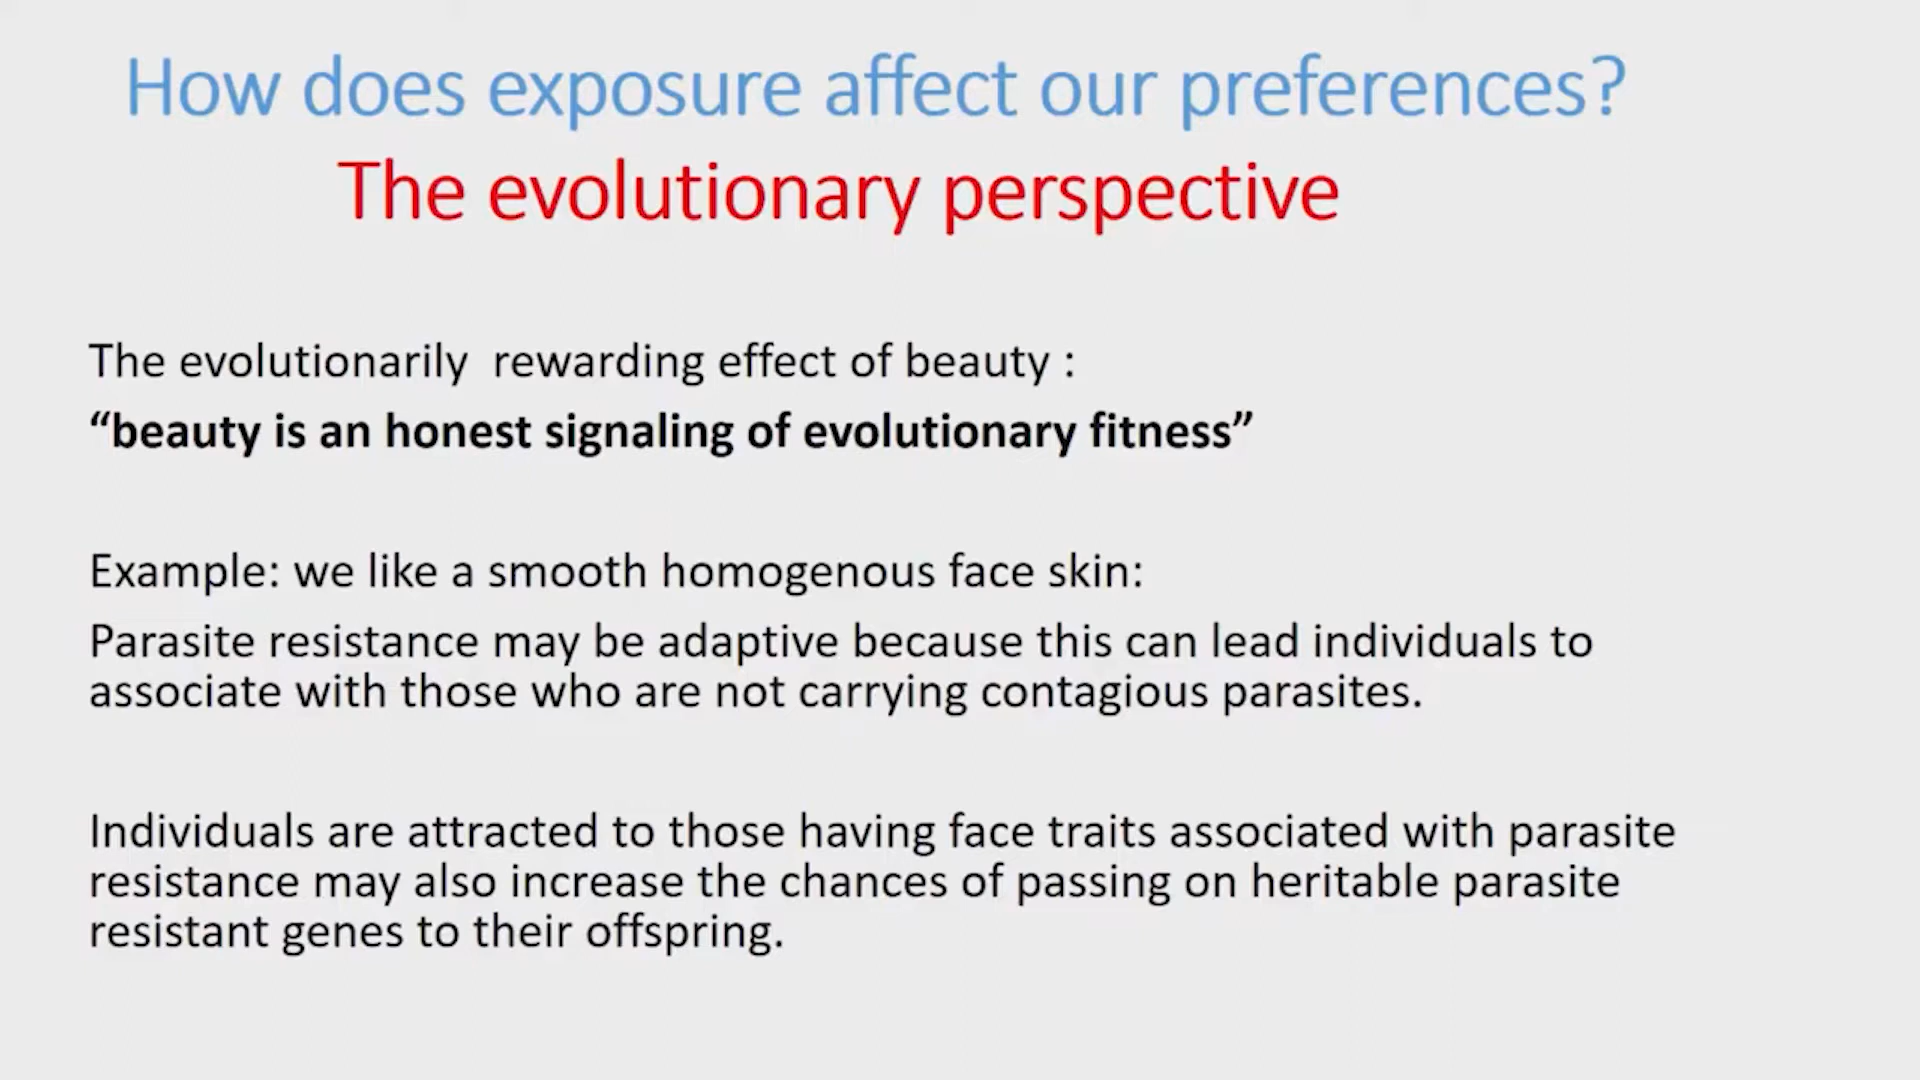 How does exposure affect our preferences?
The evolutionary perspective
The evolutionarily  rewarding effect of beauty :
“beauty is an honest signaling of evolutionary fitness”
Example: we like a smooth homogenous face skin:
Parasite resistance may be adaptive because this can lead individuals to
associate with those who are not carrying contagious parasites.
Individuals are attracted to those having face traits associated with parasite
resistance may also increase the chances of passing on heritable parasite
resistant genes to their offspring.